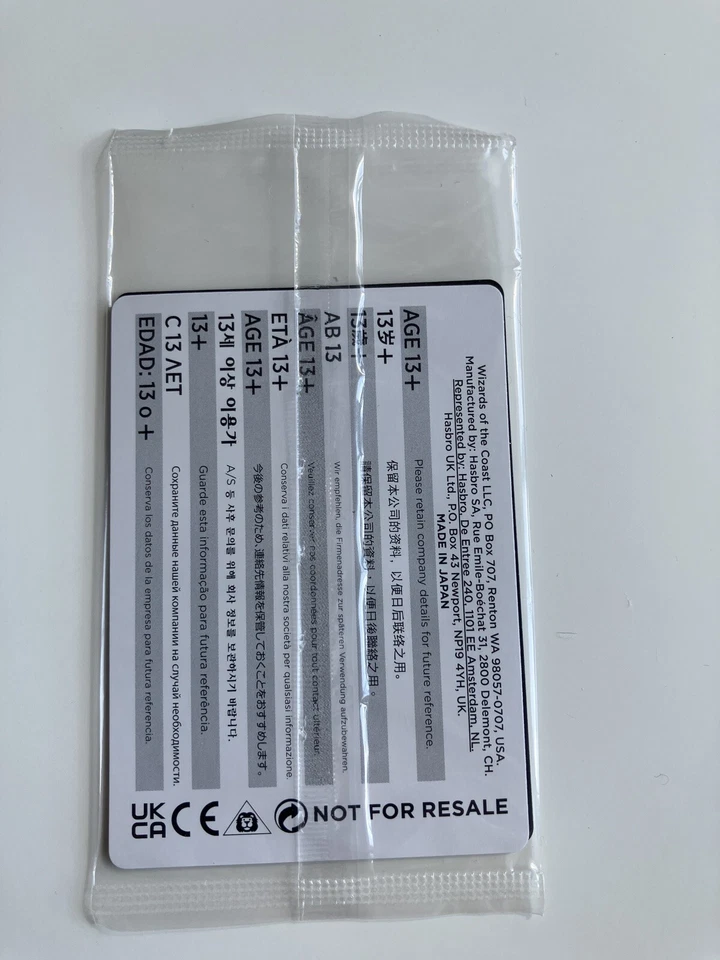 Wizards of the Coast LLC, PO Box 707, Renton WA 98057-0707, USA.
Manufactured by: Hasbro SA, Rue Emile-Boéchat 31, 2800 Delemont, CH.
Represented by: Hasbro, De Entree 240, 1101 EE Amsterdam, NL.
Hasbro UK Ltd., P.O. Box 43 Newport, NP19 4YH, UK.
MADE IN JAPAN
AGE 13+ Please retain company details for future reference.
13岁+ 保留本公司的资料，以便日后联络之用。
13歲+ 請保留本公司的資料，以便日後聯絡之用。
AB 13 Wir empfehlen, die Firmenadresse zur späteren Verwendung aufzubewahren.
ÂGE 13+ Veuillez conserver nos coordonnées pour tout contact ultérieur.
ETÀ 13+ Conserva i dati relativi alla nostra società per qualsiasi informazione.
AGE 13+ 今後の参考のため、連絡先情報を保管しておくことをおすすめします。
13세 이상 이용가 A/S 등 사후 문의를 위해 회사 정보를 보관하시기 바랍니다.
13+ Guarde esta informação para futura referência.
С 13 ЛЕТ Сохраните данные нашей компании на случай необходимости.
EDAD: 13 o + Conserva los datos de la empresa para futura referencia.
NOT FOR RESALE
CE
UK
CA